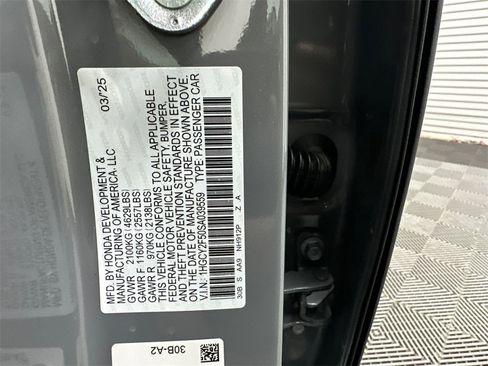 MFD. BY HONDA DEVELOPMENT & 03/'25
MANUFACTURING OF AMERICA, LLC
GVWR 2100KG(4629LBS)
GAWR F 1160KG(2557LBS)
GAWR R 970KG(2138LBS)
THIS VEHICLE CONFORMS TO ALL APPLICABLE
FEDERAL MOTOR VEHICLE SAFETY, BUMPER,
AND THEFT PREVENTION STANDARDS IN EFFECT
ON THE DATE OF MANUFACTURE SHOWN ABOVE.
V.I.N.: 1HGCY2F50SA039559 TYPE: PASSENGER CAR
30B S AA9 NH912P Z A
30B-A2